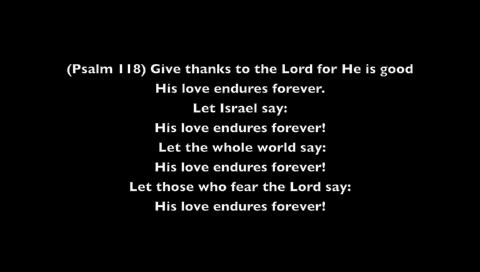 (Psalm 118) Give thanks to the Lord for He is good
His love endures forever.
Let Israel say:
His love endures forever!
Let the whole world say:
His love endures forever!
Let those who fear the Lord say:
His love endures forever!